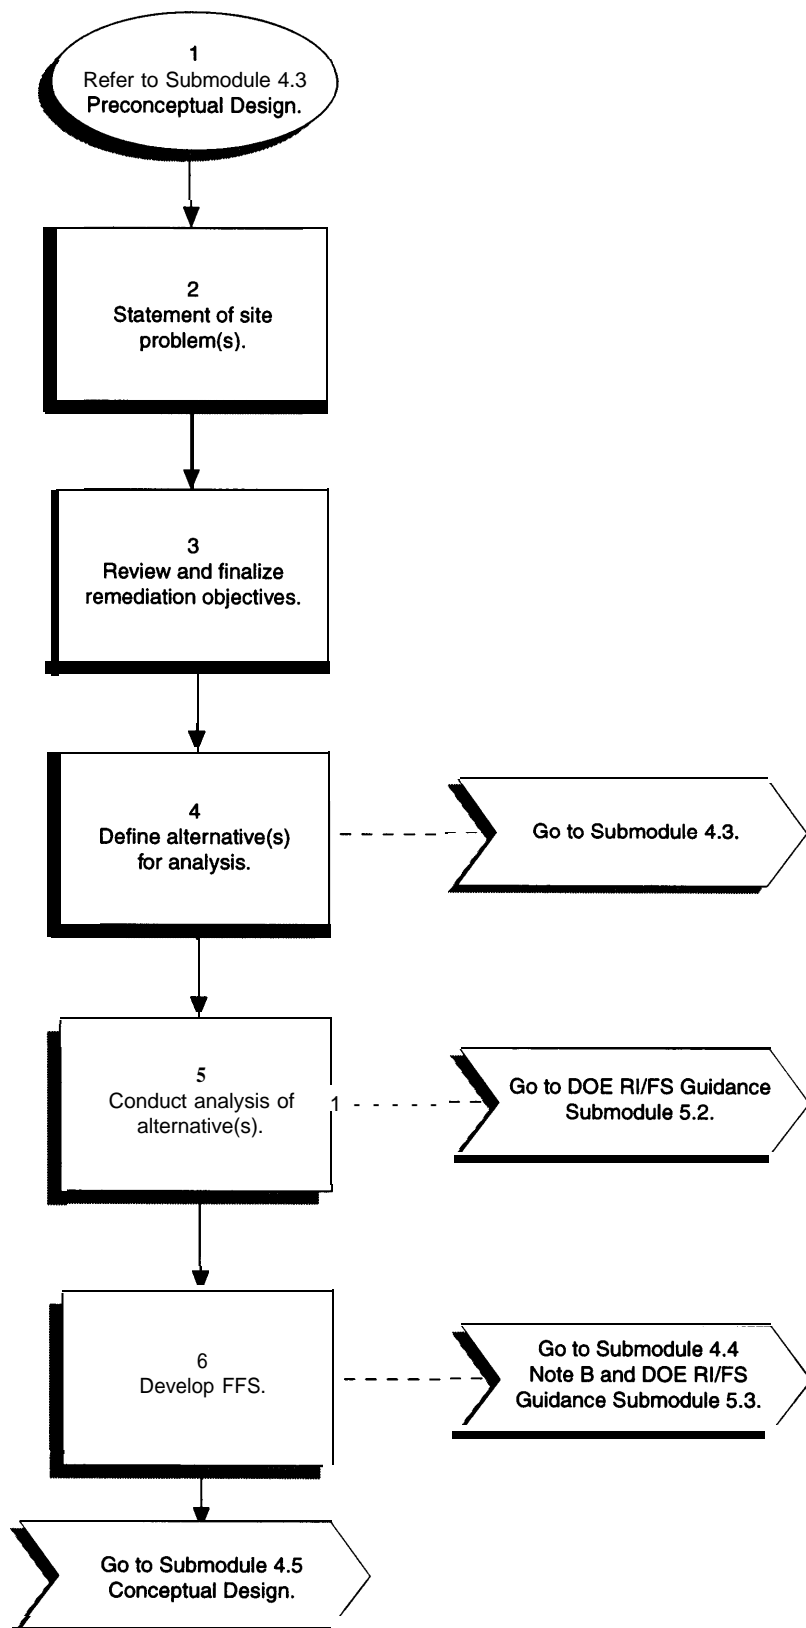 1
Refer to Submodule 4.3
Preconceptual Design.
2
Statement of site
problem(s).
3
Review and finalize
remediation objectives.
4
Define alternative(s)
for analysis.
Go to Submodule 4.3.
5
Conduct analysis of
alternative(s).
1
Go to DOE RI/FS Guidance
Submodule 5.2.
6
Develop FFS.
Go to Submodule 4.4
Note B and DOE RI/FS
Guidance Submodule 5.3.
Go to Submodule 4.5
Conceptual Design.